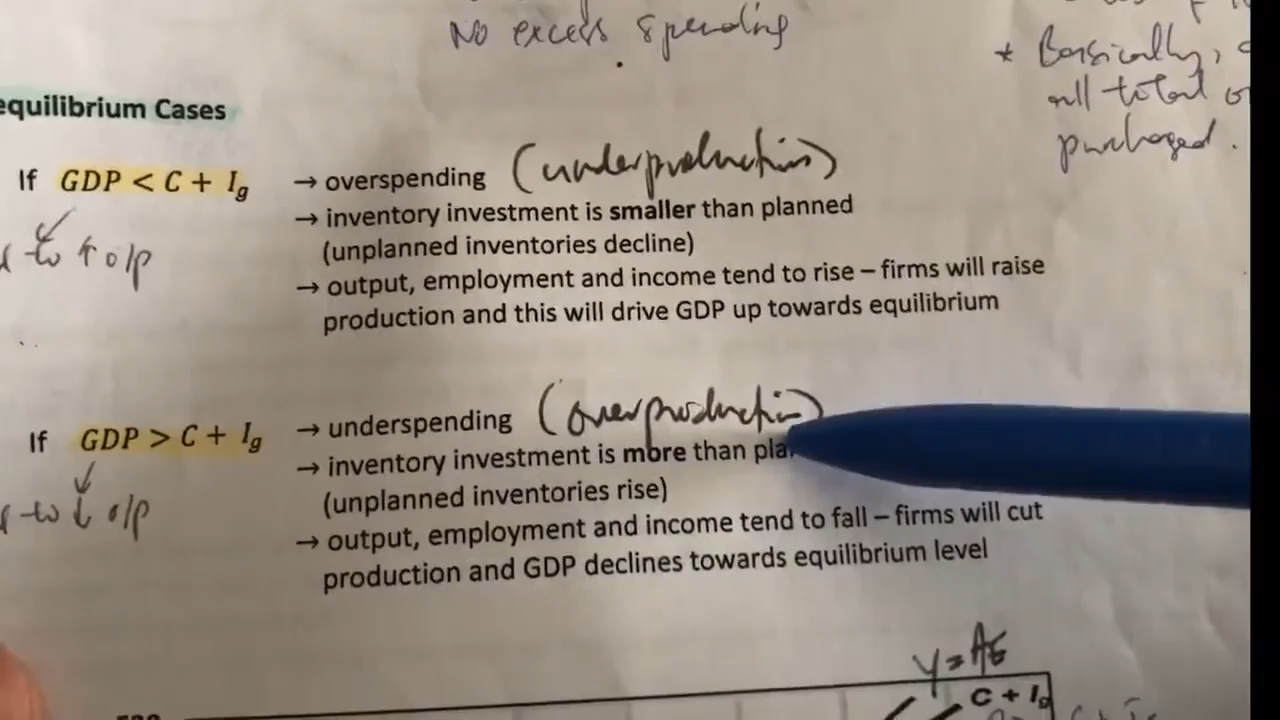 No excess spending
* Basically,
all total
purchased.
equilibrium Cases
If GDP < C + Ig → overspending (underproduction)
→ inventory investment is smaller than planned
to ↑ o/p (unplanned inventories decline)
→ output, employment and income tend to rise – firms will raise
production and this will drive GDP up towards equilibrium
If GDP > C + Ig → underspending (overproduction)
→ inventory investment is more than pla
to ↓ o/p (unplanned inventories rise)
→ output, employment and income tend to fall – firms will cut
production and GDP declines towards equilibrium level
Y = AE
C + Ig